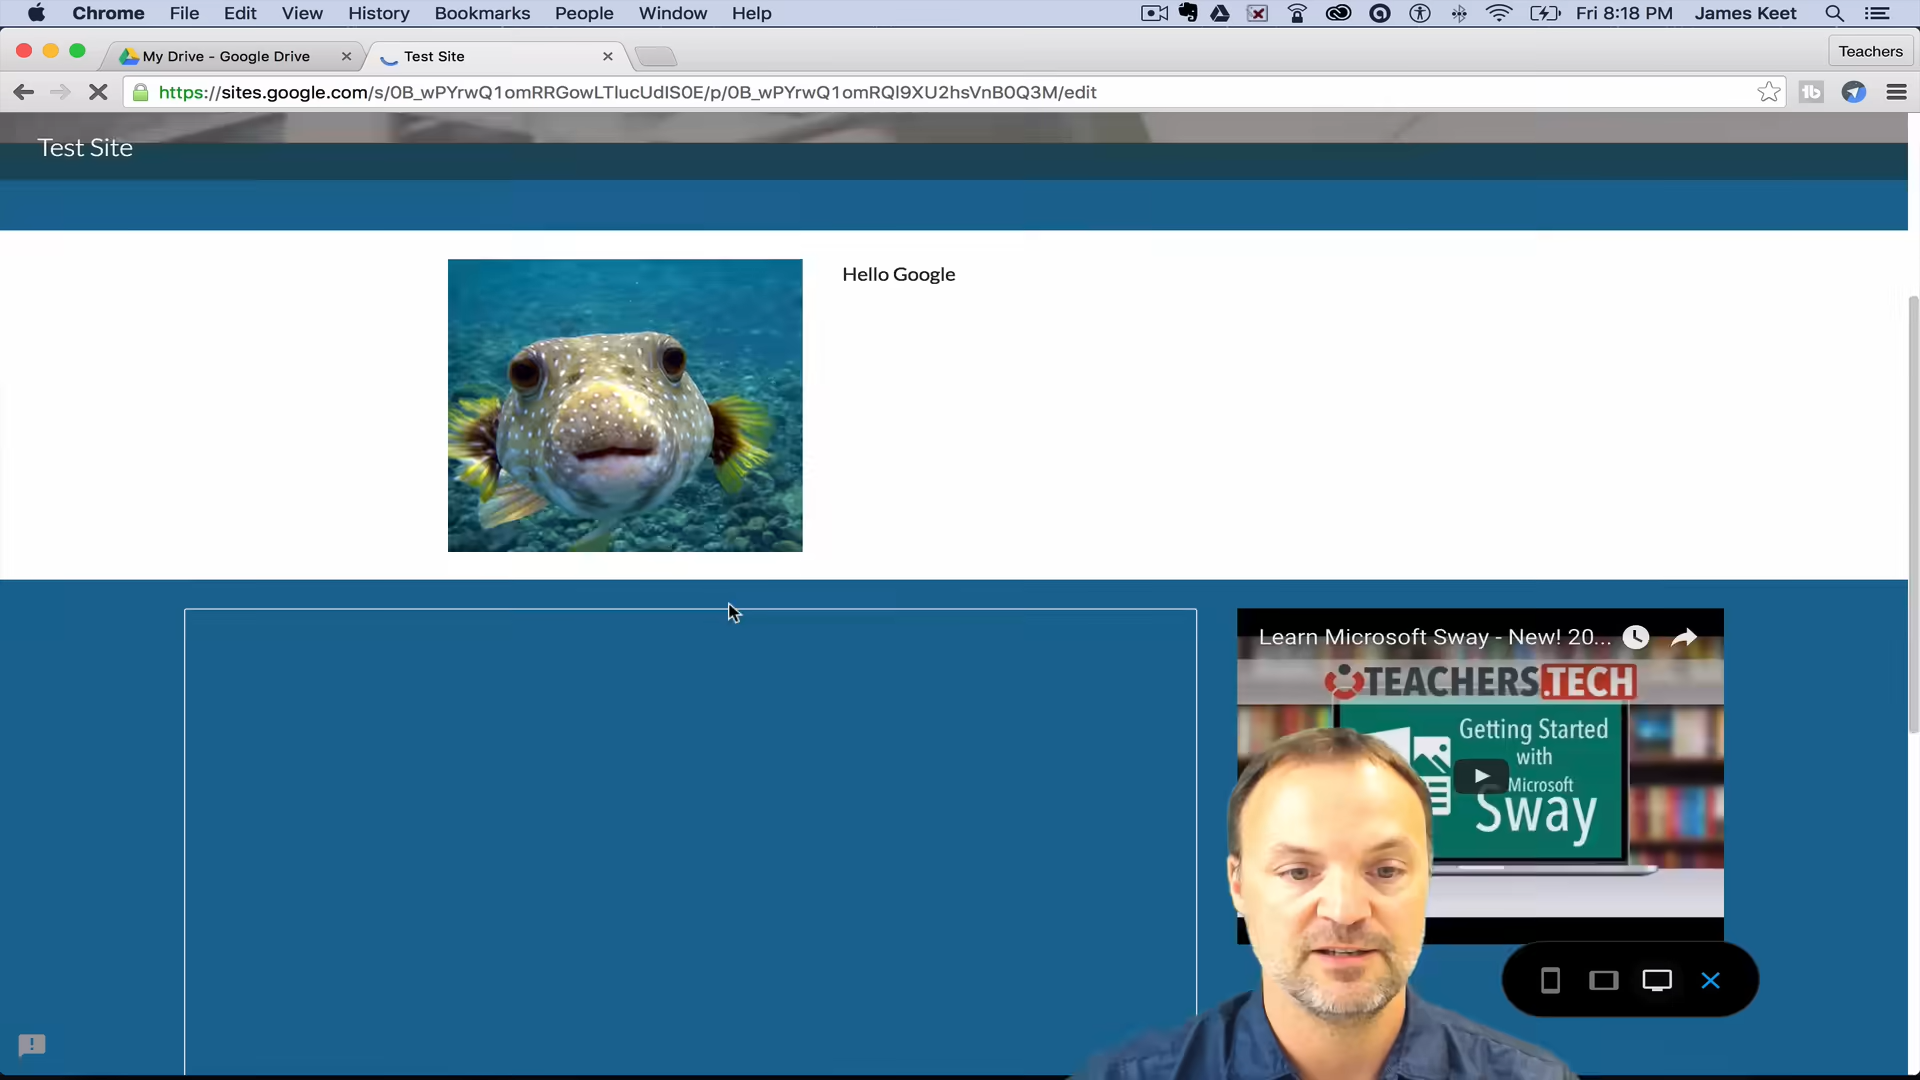 Chrome File Edit View History Bookmarks People Window Help Fri 8:18 PM James Keet
My Drive - Google Drive Test Site Teachers
https://sites.google.com/s/0B_wPYrwQ1omRRGowLTlucUdlS0E/p/0B_wPYrwQ1omRQl9XU2hsVnB0Q3M/edit
Test Site
Hello Google
Learn Microsoft Sway - New! 20...
TEACHERS.TECH
Getting Started
with
Microsoft
Sway